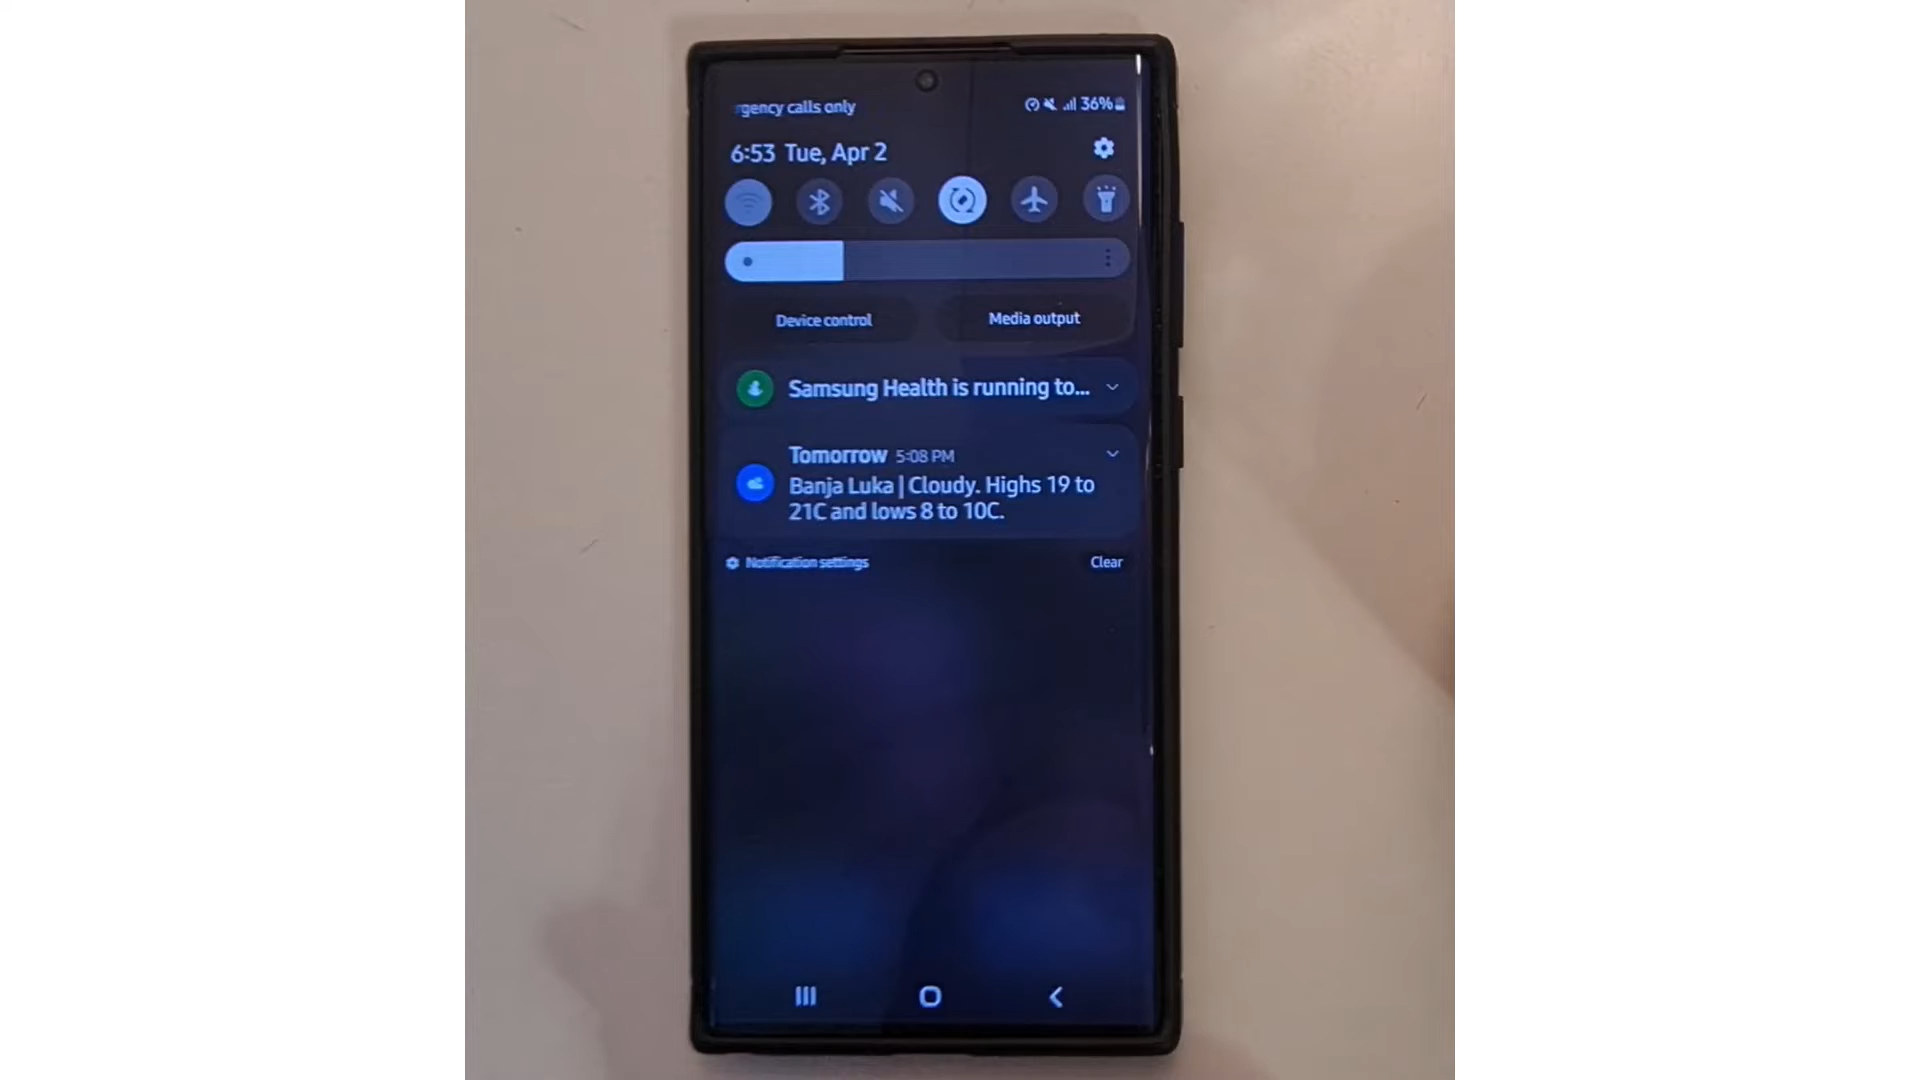 rgency calls only
36%
6:53 Tue, Apr 2
Device control
Media output
Samsung Health is running to...
Tomorrow 5:08 PM
Banja Luka | Cloudy. Highs 19 to
21C and lows 8 to 10C.
Notification settings
Clear